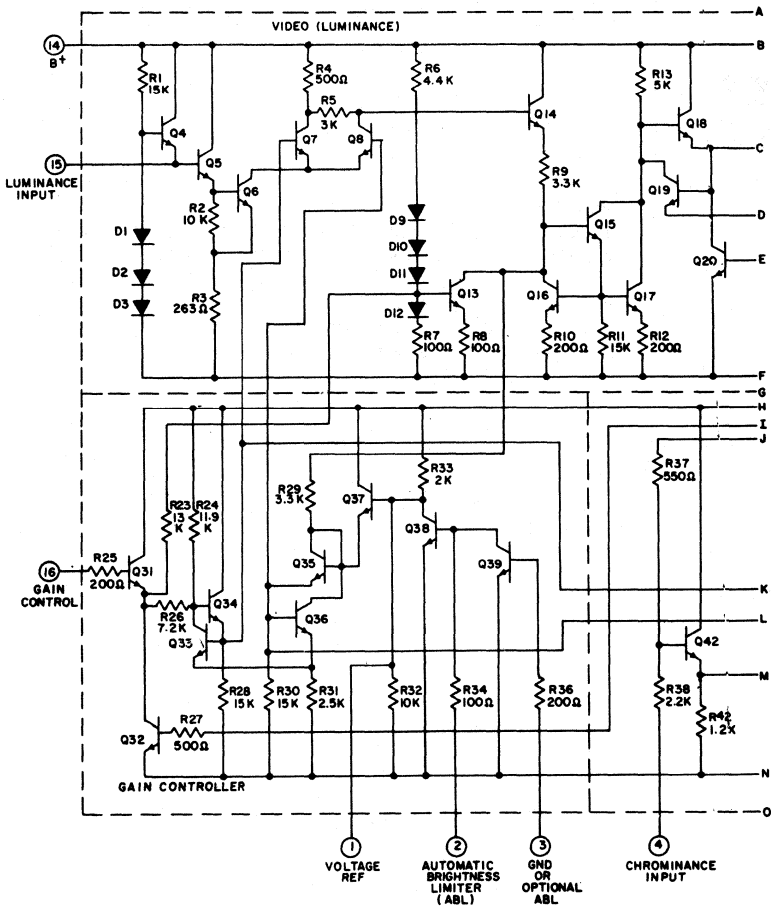 VIDEO (LUMINANCE)
A
14
B+
B
R1
15K
R4
500Ω
R6
4.4K
R13
5K
R5
3K
Q4
Q7
Q8
Q14
Q18
15
LUMINANCE
INPUT
Q5
C
Q6
R9
3.3K
Q19
R2
10K
D9
D
D1
D10
Q15
D2
D11
Q20
E
D3
R3
263Ω
D12
Q13
Q16
Q17
R7
100Ω
R8
100Ω
R10
200Ω
R11
15K
R12
200Ω
F
G
H
I
J
R37
550Ω
R33
2K
R29
3.3K
Q37
R23
13
K
R24
11.9
K
Q38
R25
200Ω
Q31
Q35
Q39
16
GAIN
CONTROL
K
R26
7.2K
Q34
Q36
L
Q33
Q42
M
R28
15K
R30
15K
R31
2.5K
R32
10K
R34
100Ω
R36
200Ω
R38
2.2K
R42
1.2K
Q32
R27
500Ω
N
GAIN CONTROLLER
O
1
VOLTAGE
REF
2
AUTOMATIC
BRIGHTNESS
LIMITER
(ABL)
3
GND
OR
OPTIONAL
ABL
4
CHROMINANCE
INPUT